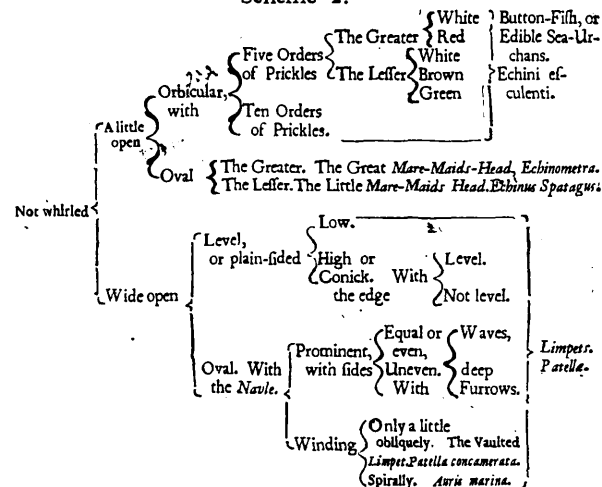 Scheme 2.
White
Red
The Greater
Five Orders
of Prickles
The Leſſer
White
Brown
Green
Button-Fiſh, or
Edible Sea-Ur-
chans.
Echini eſ-
culenti.
Orbicular,
with
Ten Orders
of Prickles.
A little
open
Oval
The Greater. The Great Mare-Maids-Head, Echinometra.
The Leſſer. The Little Mare-Maids Head. Echinus Spatagus.
Not whirled
Wide open
Level,
or plain-ſided
Low.
High or
Conick.
the edge
With
Level.
Not level.
Oval. With
the Navle.
Prominent,
with ſides
Equal or
even,
Uneven.
With
Waves,
deep
Furrows.
Winding
Only a little
obliquely. The Vaulted
Limpet. Patella concamerata.
Spirally. Auris marina.
Limpets.
Patellæ.